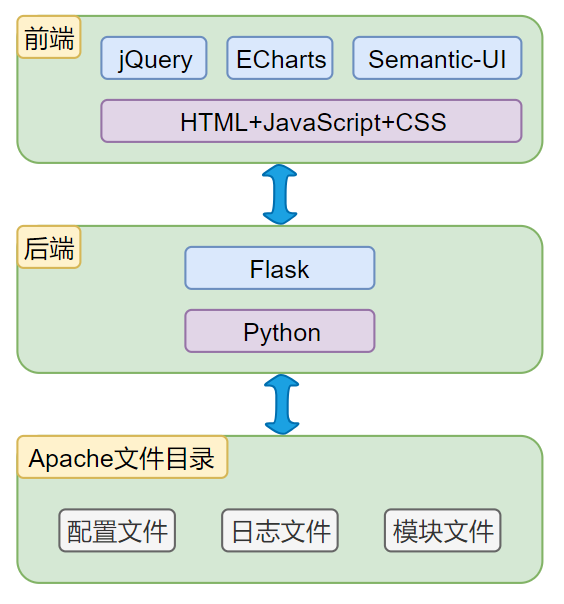 前端
jQuery
ECharts
Semantic-UI
HTML+JavaScript+CSS
后端
Flask
Python
Apache文件目录
配置文件
日志文件
模块文件